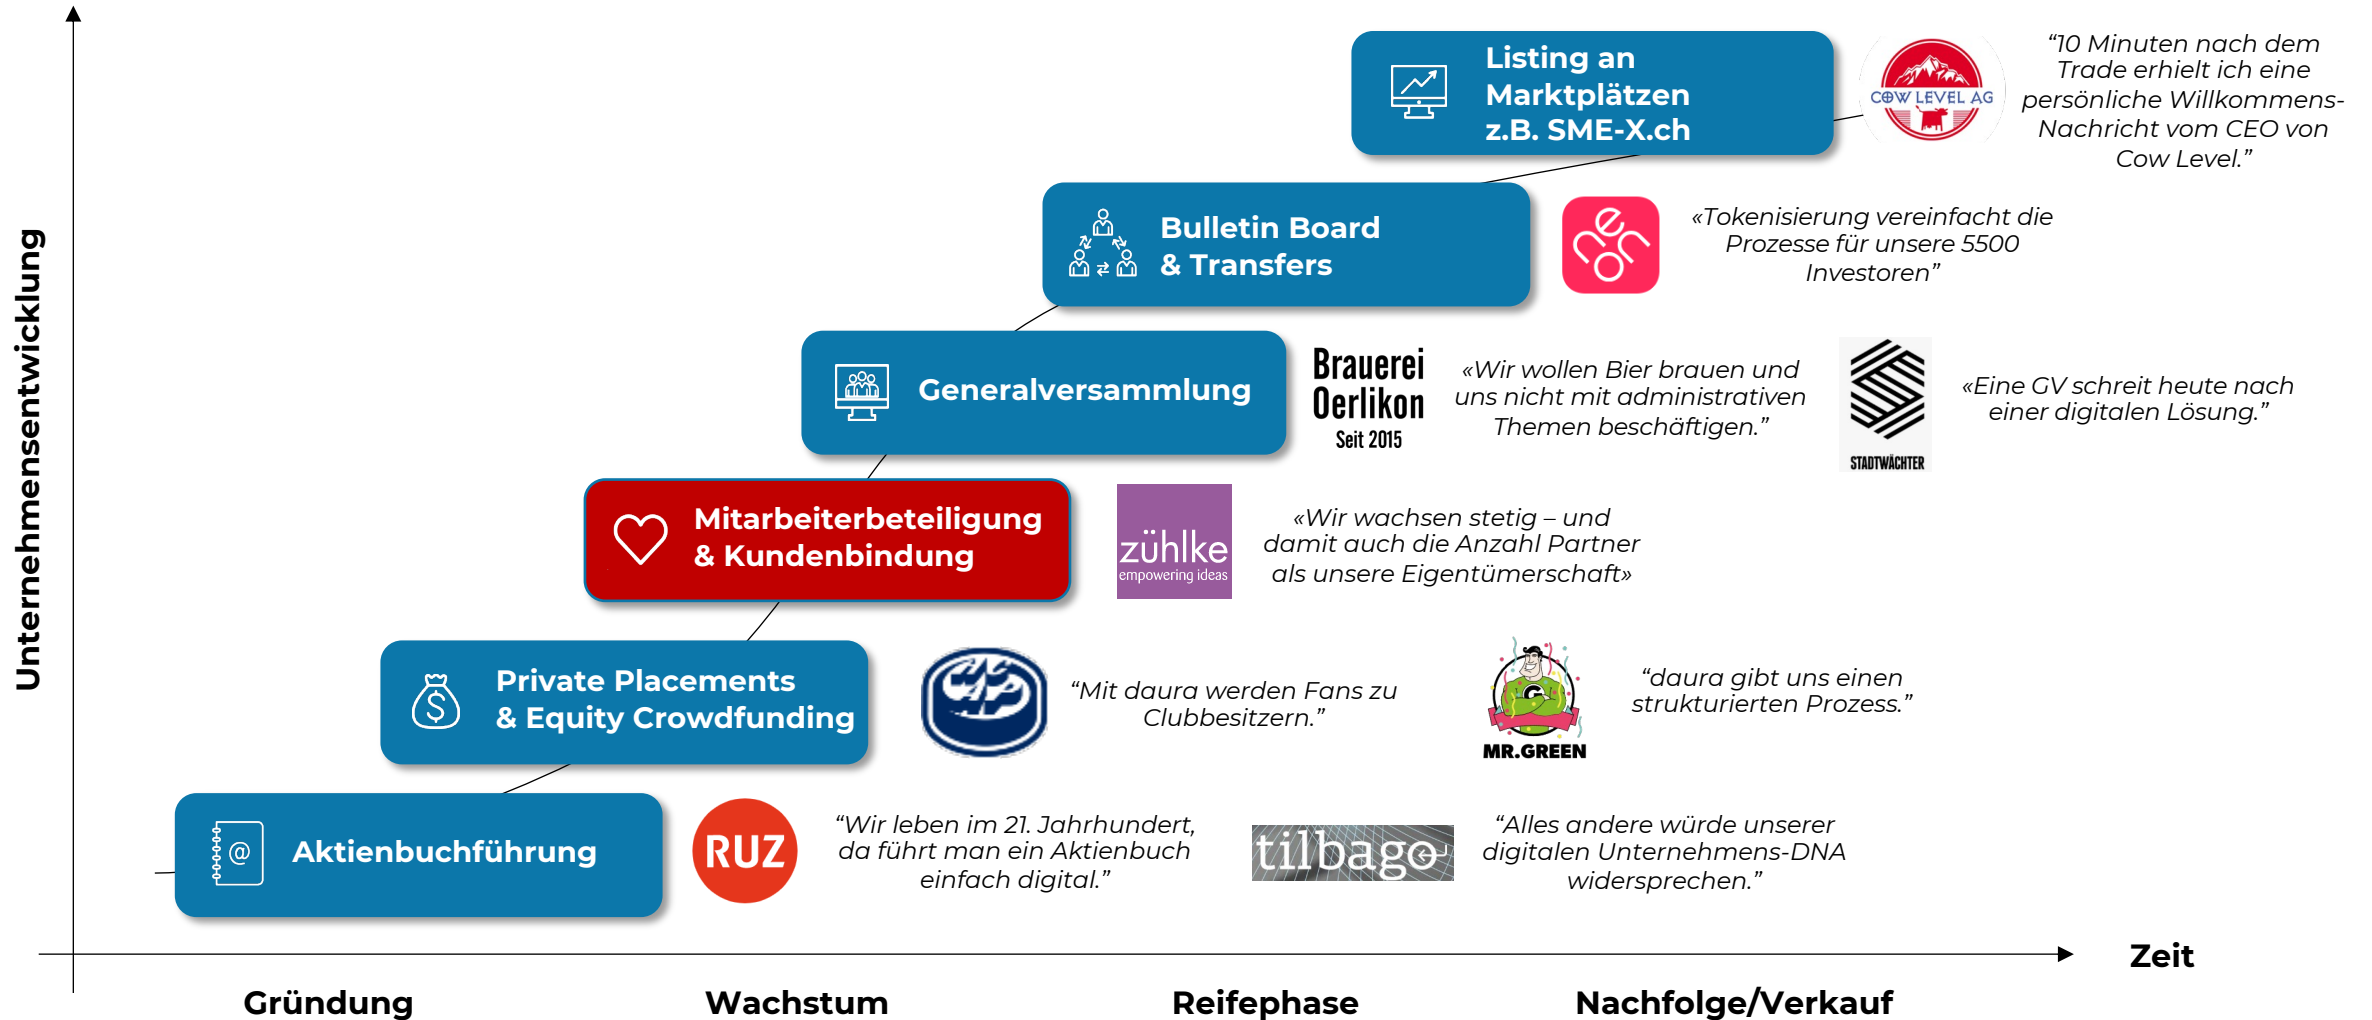 Unternehmensentwicklung
Listing an
Marktplätzen
z.B. SME-X.ch
COW LEVEL AG
“10 Minuten nach dem
Trade erhielt ich eine
persönliche Willkommens-
Nachricht vom CEO von
Cow Level.”
Bulletin Board
& Transfers
neon
«Tokenisierung vereinfacht die
Prozesse für unsere 5500
Investoren”
Generalversammlung
Brauerei
Oerlikon
Seit 2015
«Wir wollen Bier brauen und
uns nicht mit administrativen
Themen beschäftigen.”
STADTWÄCHTER
«Eine GV schreit heute nach
einer digitalen Lösung.”
Mitarbeiterbeteiligung
& Kundenbindung
zühlke
empowering ideas
«Wir wachsen stetig – und
damit auch die Anzahl Partner
als unsere Eigentümerschaft»
$
Private Placements
& Equity Crowdfunding
HCAP
“Mit daura werden Fans zu
Clubbesitzern.”
G
MR.GREEN
“daura gibt uns einen
strukturierten Prozess.”
@
Aktienbuchführung
RUZ
“Wir leben im 21. Jahrhundert,
da führt man ein Aktienbuch
einfach digital.”
tilbago
“Alles andere würde unserer
digitalen Unternehmens-DNA
widersprechen.”
Zeit
Gründung
Wachstum
Reifephase
Nachfolge/Verkauf